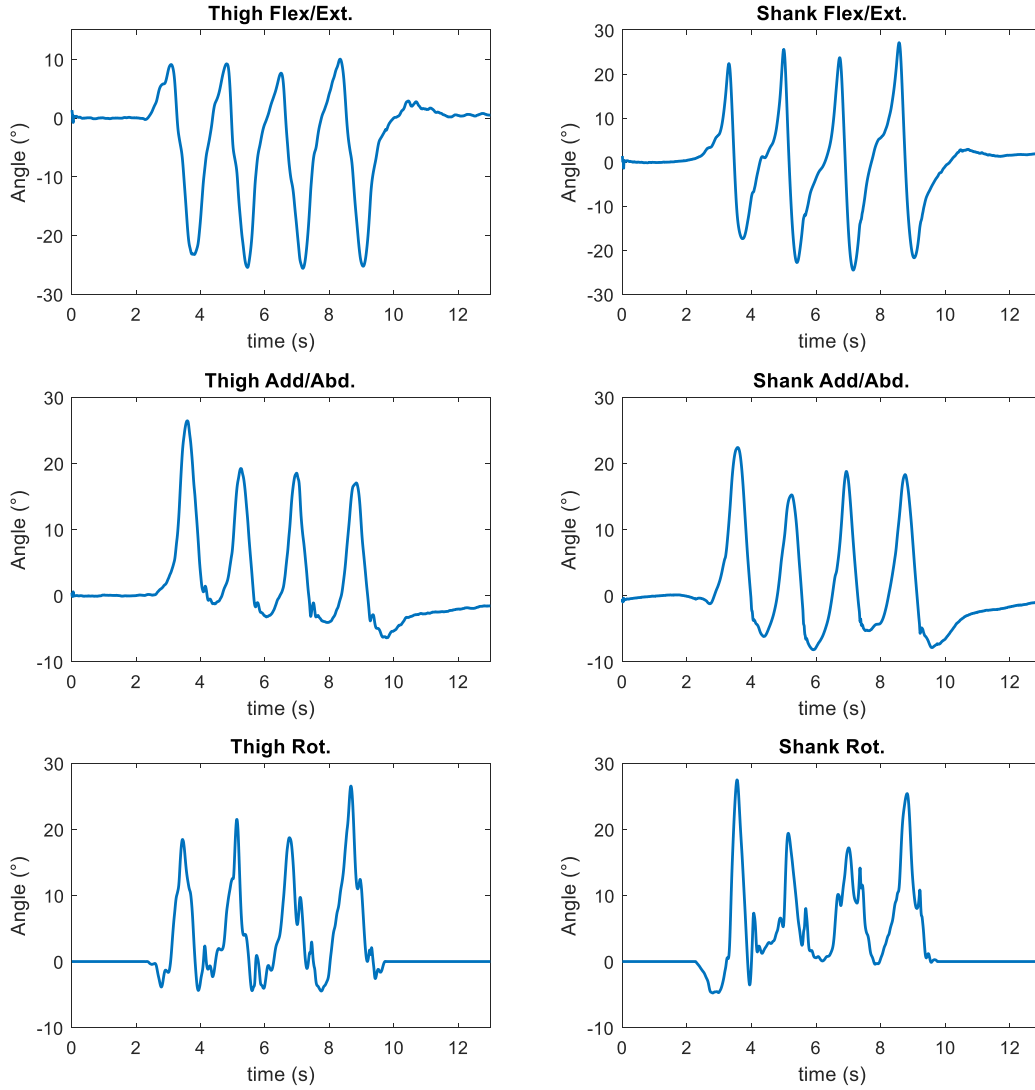 Thigh Flex/Ext.
10
0
-10
-20
-30
Angle (°)
0 2 4 6 8 10 12
time (s)
Shank Flex/Ext.
30
20
10
0
-10
-20
-30
Angle (°)
0 2 4 6 8 10 12
time (s)
Thigh Add/Abd.
30
20
10
0
-10
Angle (°)
0 2 4 6 8 10 12
time (s)
Shank Add/Abd.
30
20
10
0
-10
Angle (°)
0 2 4 6 8 10 12
time (s)
Thigh Rot.
30
20
10
0
-10
Angle (°)
0 2 4 6 8 10 12
time (s)
Shank Rot.
30
20
10
0
-10
Angle (°)
0 2 4 6 8 10 12
time (s)